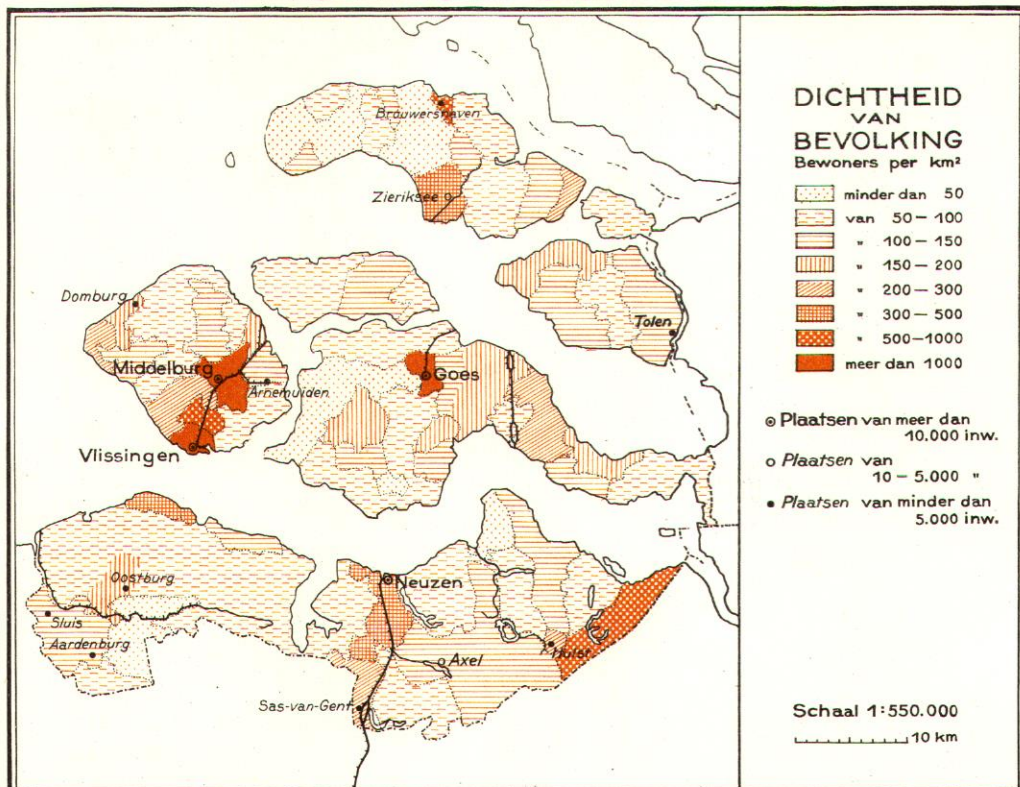 Brouwershaven
Zieriksee
Domburg
Tolen
Middelburg
Arnemuiden
Goes
Vlissingen
Neuzen
Oostburg
Sluis
Aardenburg
Axel
Hulst
Sas-van-Gent
DICHTHEID
VAN
BEVOLKING
Bewoners per km²
minder dan 50
van 50-100
" 100-150
" 150-200
" 200-300
" 300-500
" 500-1000
meer dan 1000
Plaatsen van meer dan
10.000 inw.
Plaatsen van
10-5.000 "
Plaatsen van minder dan
5.000 inw.
Schaal 1:550.000
10 km